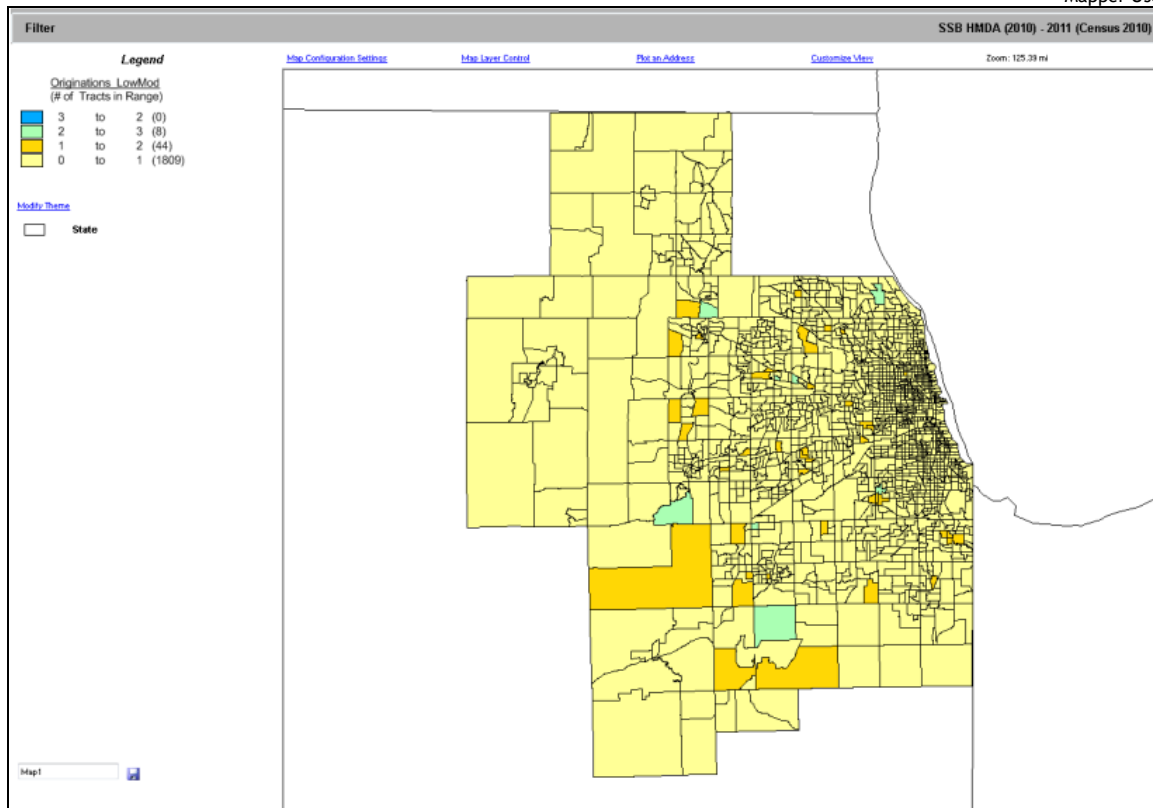 Mapper Us
Filter
SSB HMDA (2010) - 2011 (Census 2010)
Legend
Map Configuration Settings
Map Layer Control
Plot an Address
Customize View
Zoom: 125.39 mi
Originations_LowMod
(# of Tracts in Range)
3 to 2 (0)
2 to 3 (8)
1 to 2 (44)
0 to 1 (1809)
Modify Theme
State
Map1